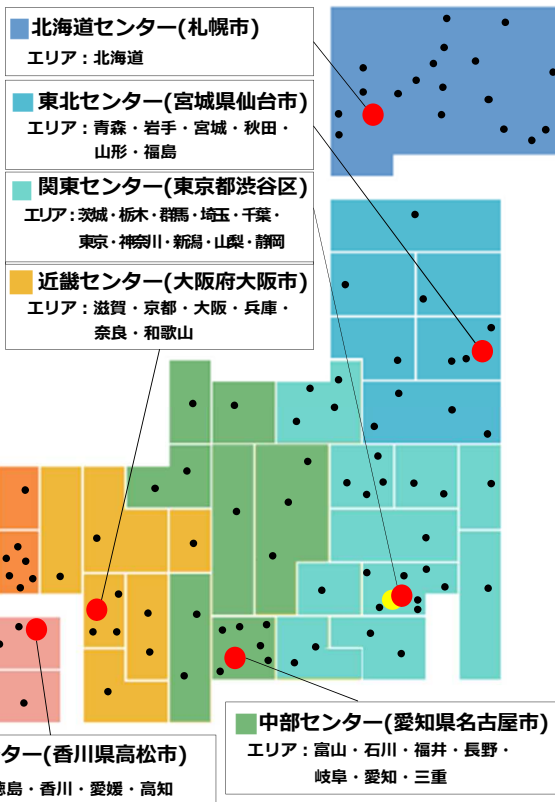 北海道センター(札幌市)
エリア：北海道
東北センター(宮城県仙台市)
エリア：青森・岩手・宮城・秋田・
山形・福島
関東センター(東京都渋谷区)
エリア：茨城・栃木・群馬・埼玉・千葉・
東京・神奈川・新潟・山梨・静岡
近畿センター(大阪府大阪市)
エリア：滋賀・京都・大阪・兵庫・
奈良・和歌山
中部センター(愛知県名古屋市)
エリア：富山・石川・福井・長野・
岐阜・愛知・三重
ター(香川県高松市)
島・香川・愛媛・高知